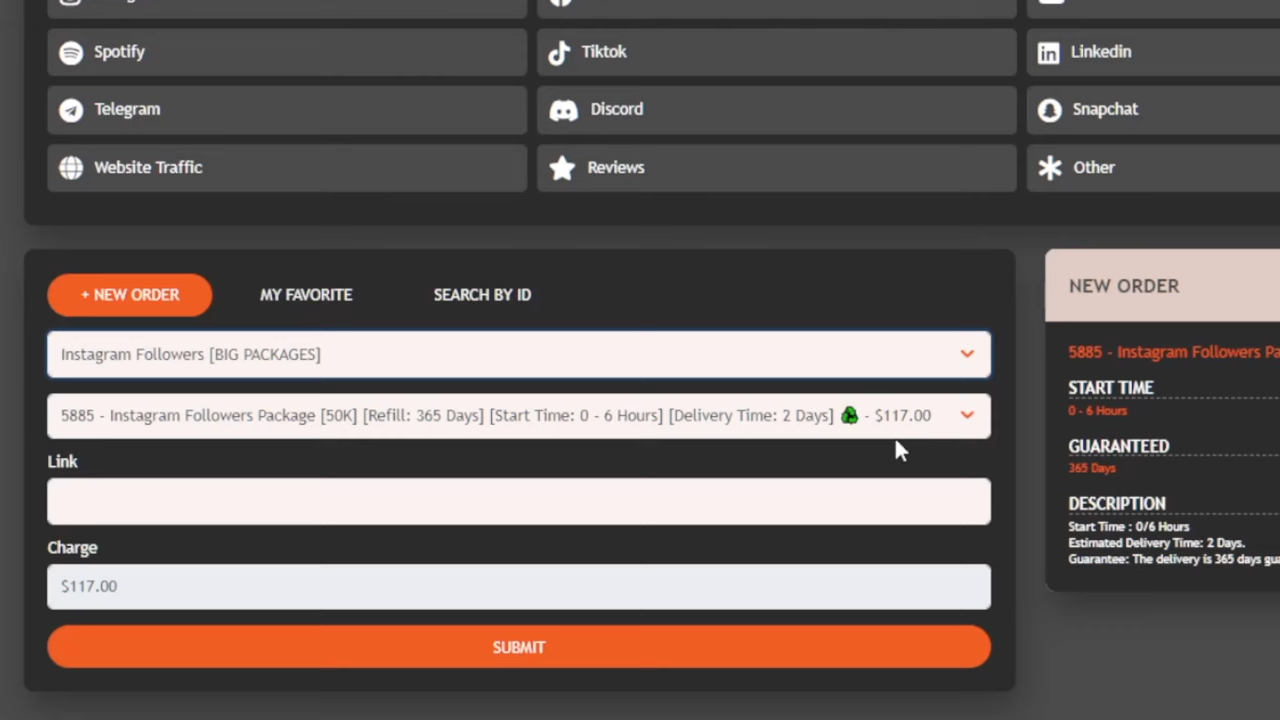 Spotify
Tiktok
Linkedin
Telegram
Discord
Snapchat
Website Traffic
Reviews
Other
+ NEW ORDER
MY FAVORITE
SEARCH BY ID
Instagram Followers [BIG PACKAGES]
5885 - Instagram Followers Package [50K] [Refill: 365 Days] [Start Time: 0 - 6 Hours] [Delivery Time: 2 Days] - $117.00
Link
Charge
$117.00
SUBMIT
NEW ORDER
5885 - Instagram Followers Pa
START TIME
0 - 6 Hours
GUARANTEED
365 Days
DESCRIPTION
Start Time : 0/6 Hours
Estimated Delivery Time: 2 Days.
Guarantee: The delivery is 365 days gua